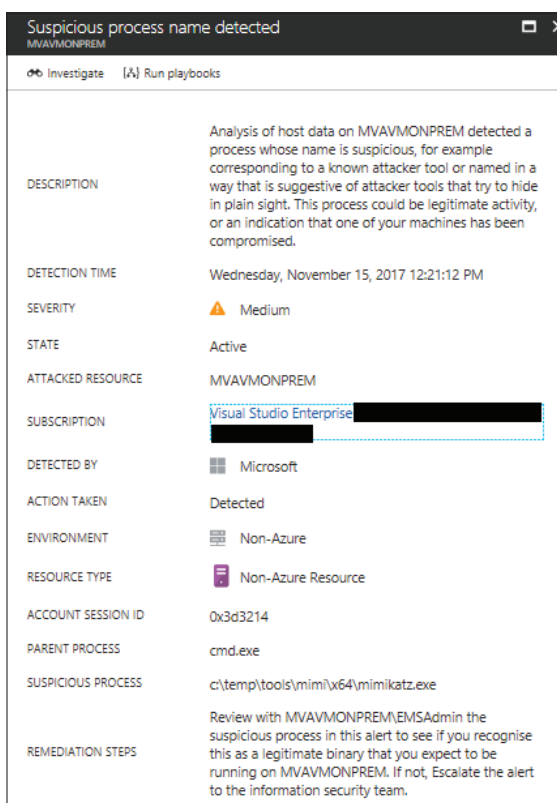 Suspicious process name detected
MVAVMONPREM
Investigate Run playbooks
DESCRIPTION
Analysis of host data on MVAVMONPREM detected a
process whose name is suspicious, for example
corresponding to a known attacker tool or named in a
way that is suggestive of attacker tools that try to hide
in plain sight. This process could be legitimate activity,
or an indication that one of your machines has been
compromised.
DETECTION TIME Wednesday, November 15, 2017 12:21:12 PM
SEVERITY Medium
STATE Active
ATTACKED RESOURCE MVAVMONPREM
SUBSCRIPTION Visual Studio Enterprise
DETECTED BY Microsoft
ACTION TAKEN Detected
ENVIRONMENT Non-Azure
RESOURCE TYPE Non-Azure Resource
ACCOUNT SESSION ID 0x3d3214
PARENT PROCESS cmd.exe
SUSPICIOUS PROCESS c:\temp\tools\mimi\x64\mimikatz.exe
REMEDIATION STEPS
Review with MVAVMONPREM\EMSAdmin the
suspicious process in this alert to see if you recognise
this as a legitimate binary that you expect to be
running on MVAVMONPREM. If not, Escalate the alert
to the information security team.